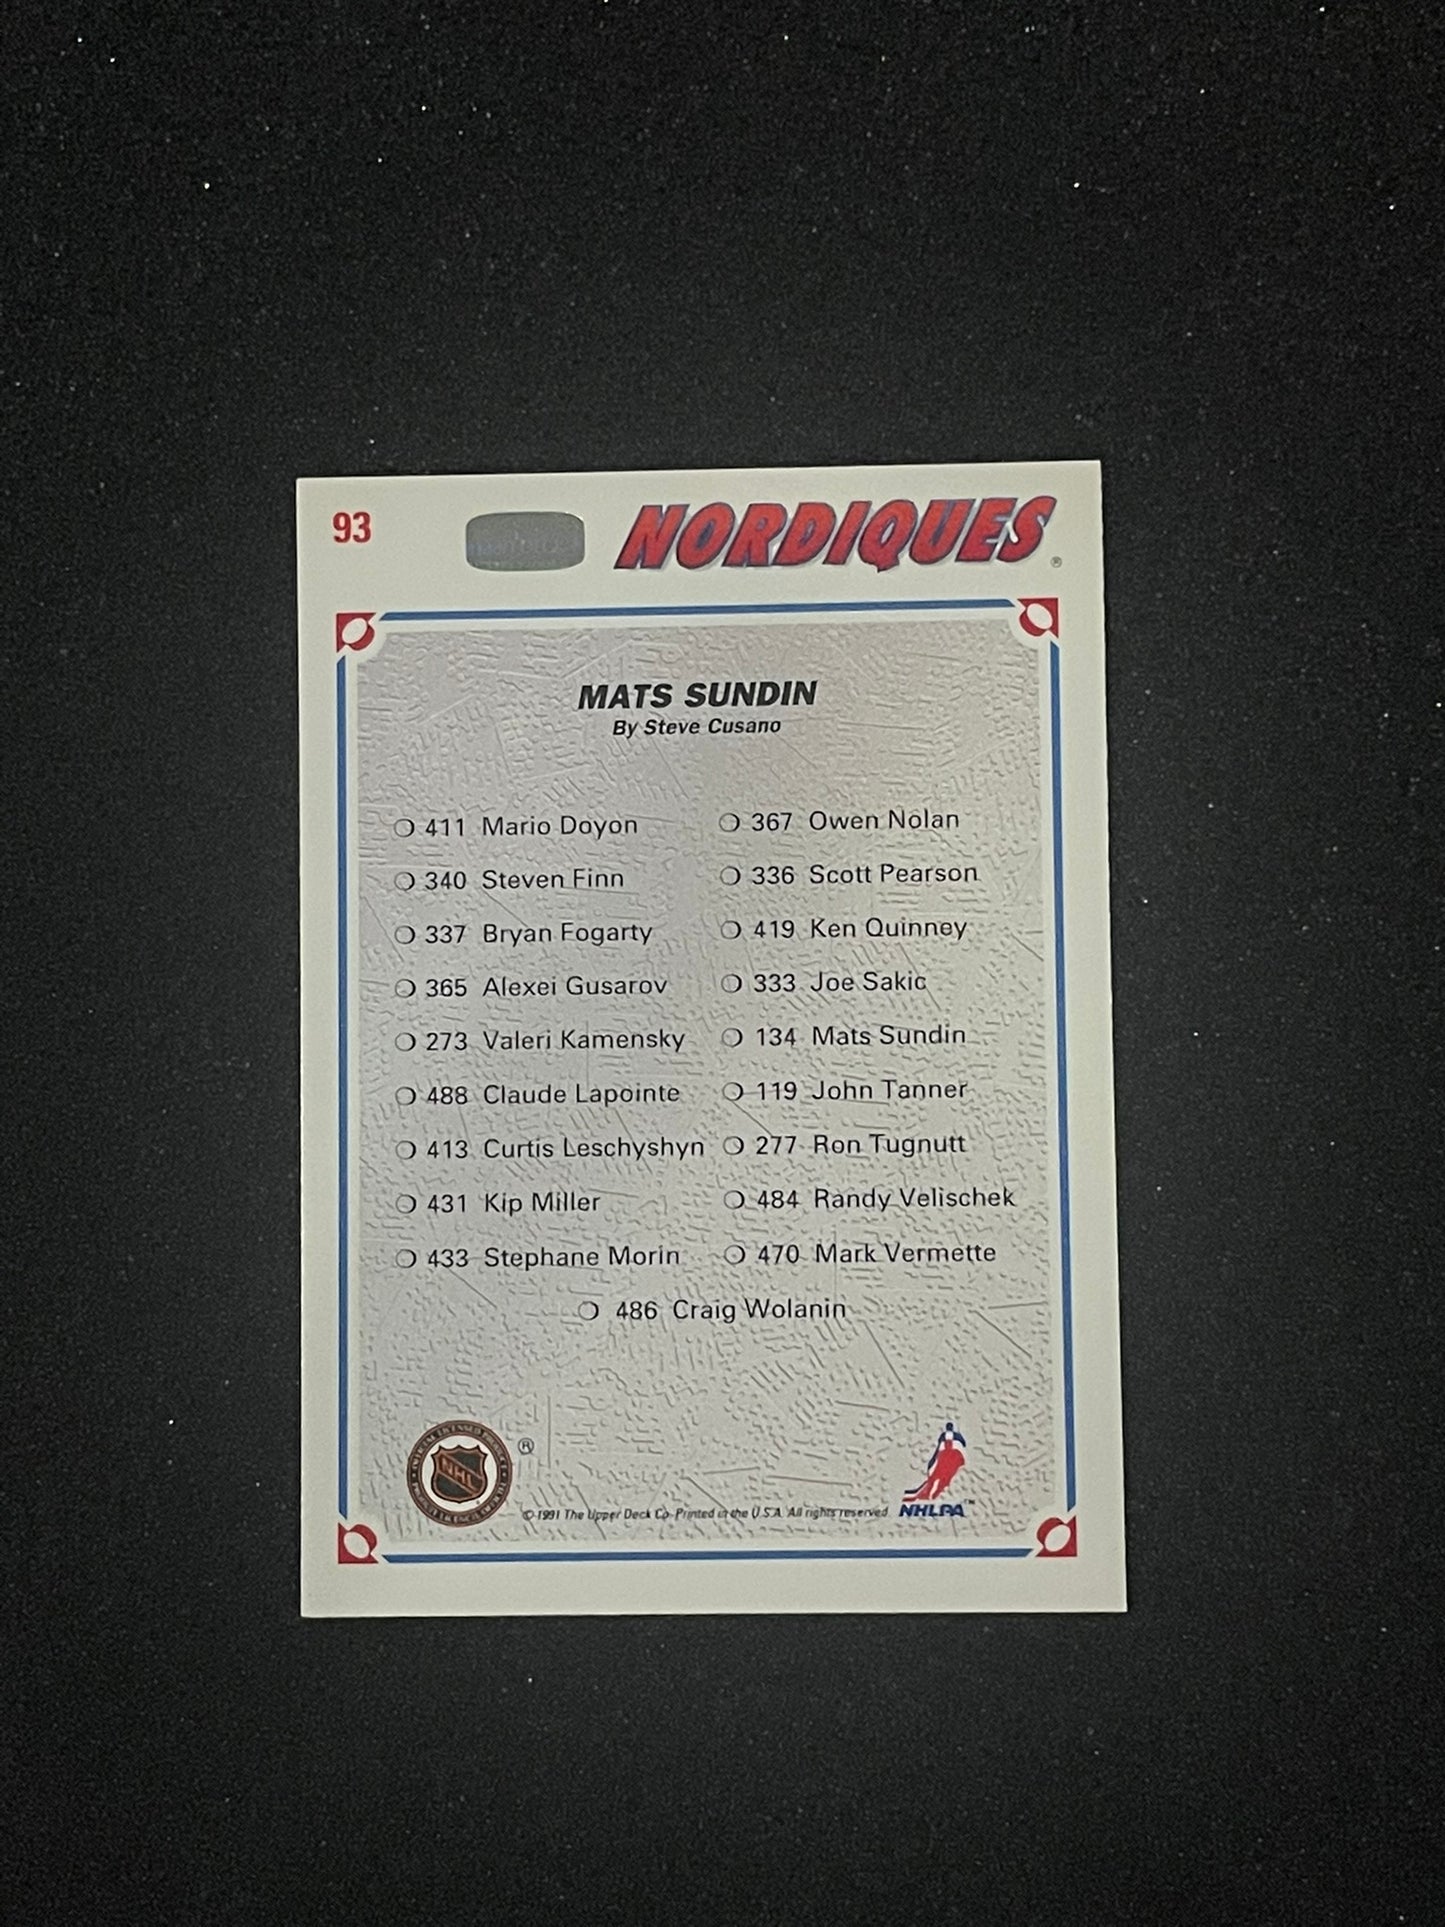 93
NORDIQUES ®
MATS SUNDIN
By Steve Cusano
411 Mario Doyon
340 Steven Finn
337 Bryan Fogarty
365 Alexei Gusarov
273 Valeri Kamensky
488 Claude Lapointe
413 Curtis Leschyshyn
431 Kip Miller
433 Stephane Morin
367 Owen Nolan
336 Scott Pearson
419 Ken Quinney
333 Joe Sakic
134 Mats Sundin
119 John Tanner
277 Ron Tugnutt
484 Randy Velischek
470 Mark Vermette
486 Craig Wolanin
NHL
®
© 1991 The Upper Deck Co. Printed in the U.S.A. All rights reserved.
NHLPA™